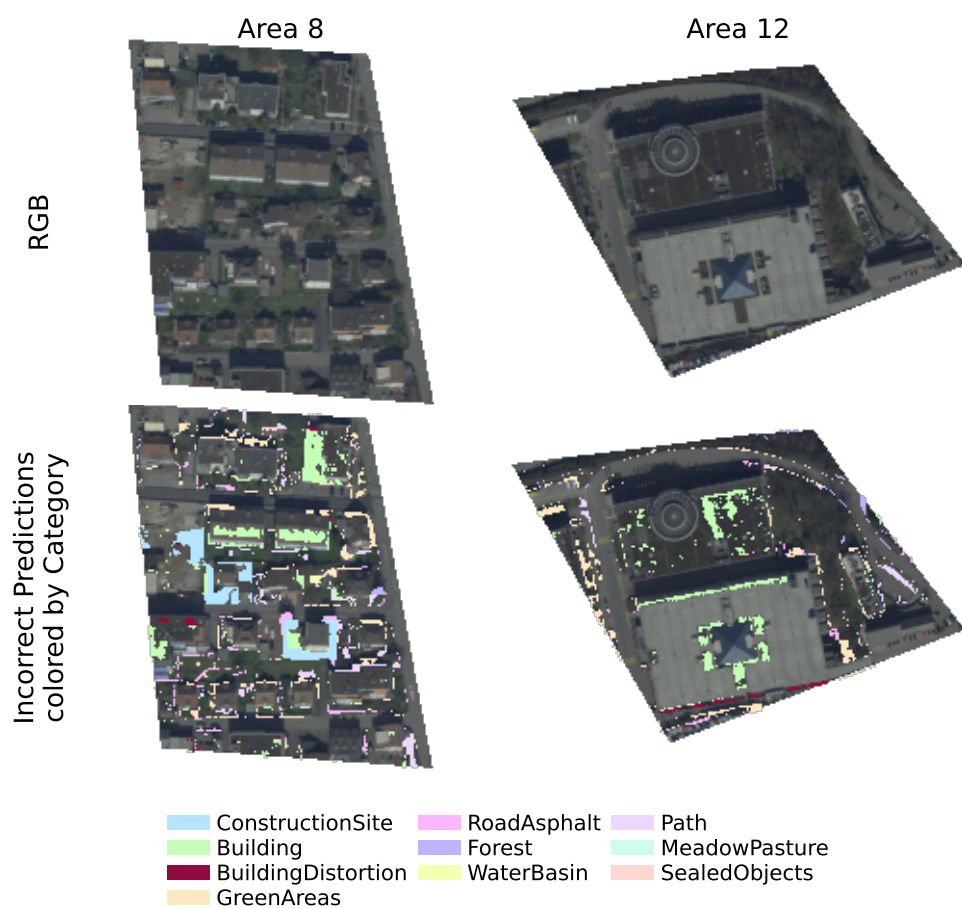 Area 8
Area 12
RGB
Incorrect Predictions
colored by Category
ConstructionSite
RoadAsphalt
Path
Building
Forest
MeadowPasture
BuildingDistortion
WaterBasin
SealedObjects
GreenAreas